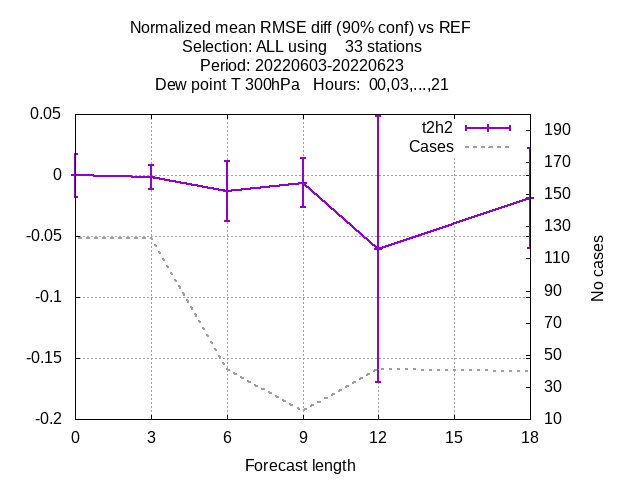 Normalized mean RMSE diff (90% conf) vs REF
Selection: ALL using    33 stations
Period: 20220603-20220623
Dew point T 300hPa   Hours:  00,03,...,21
t2h2
Cases
0.05
0
-0.05
-0.1
-0.15
-0.2
190
170
150
130
110
90
70
50
30
10
No cases
0 3 6 9 12 15 18
Forecast length